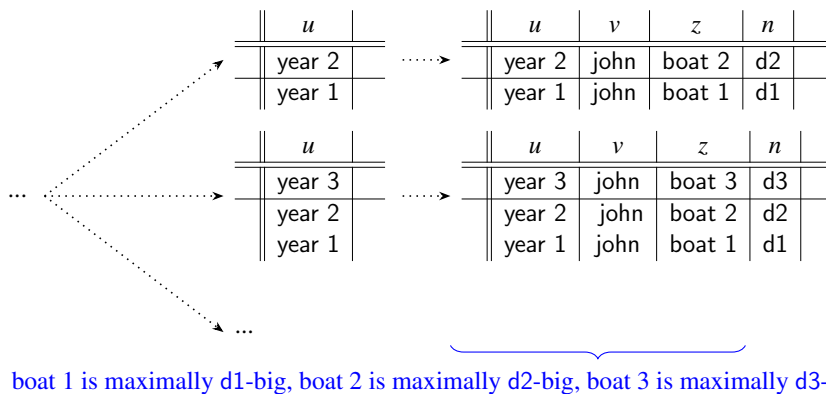 u u v z n
year 2 year 2 john boat 2 d2
year 1 year 1 john boat 1 d1
u u v z n
... year 3 year 3 john boat 3 d3
year 2 year 2 john boat 2 d2
year 1 year 1 john boat 1 d1
...
boat 1 is maximally d1-big, boat 2 is maximally d2-big, boat 3 is maximally d3-